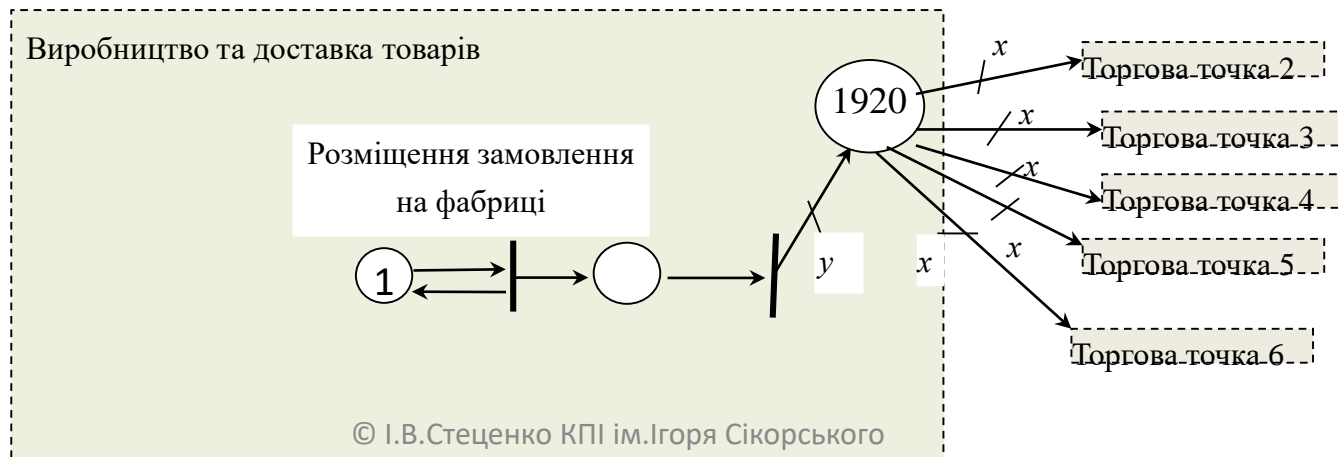 Виробництво та доставка товарів
1920
x
Торгова точка 2
x
Торгова точка 3
Розміщення замовлення
на фабриці
x
Торгова точка 4
1
y
x
x
Торгова точка 5
Торгова точка 6
© І.В.Стеценко КПІ ім.Ігоря Сікорського